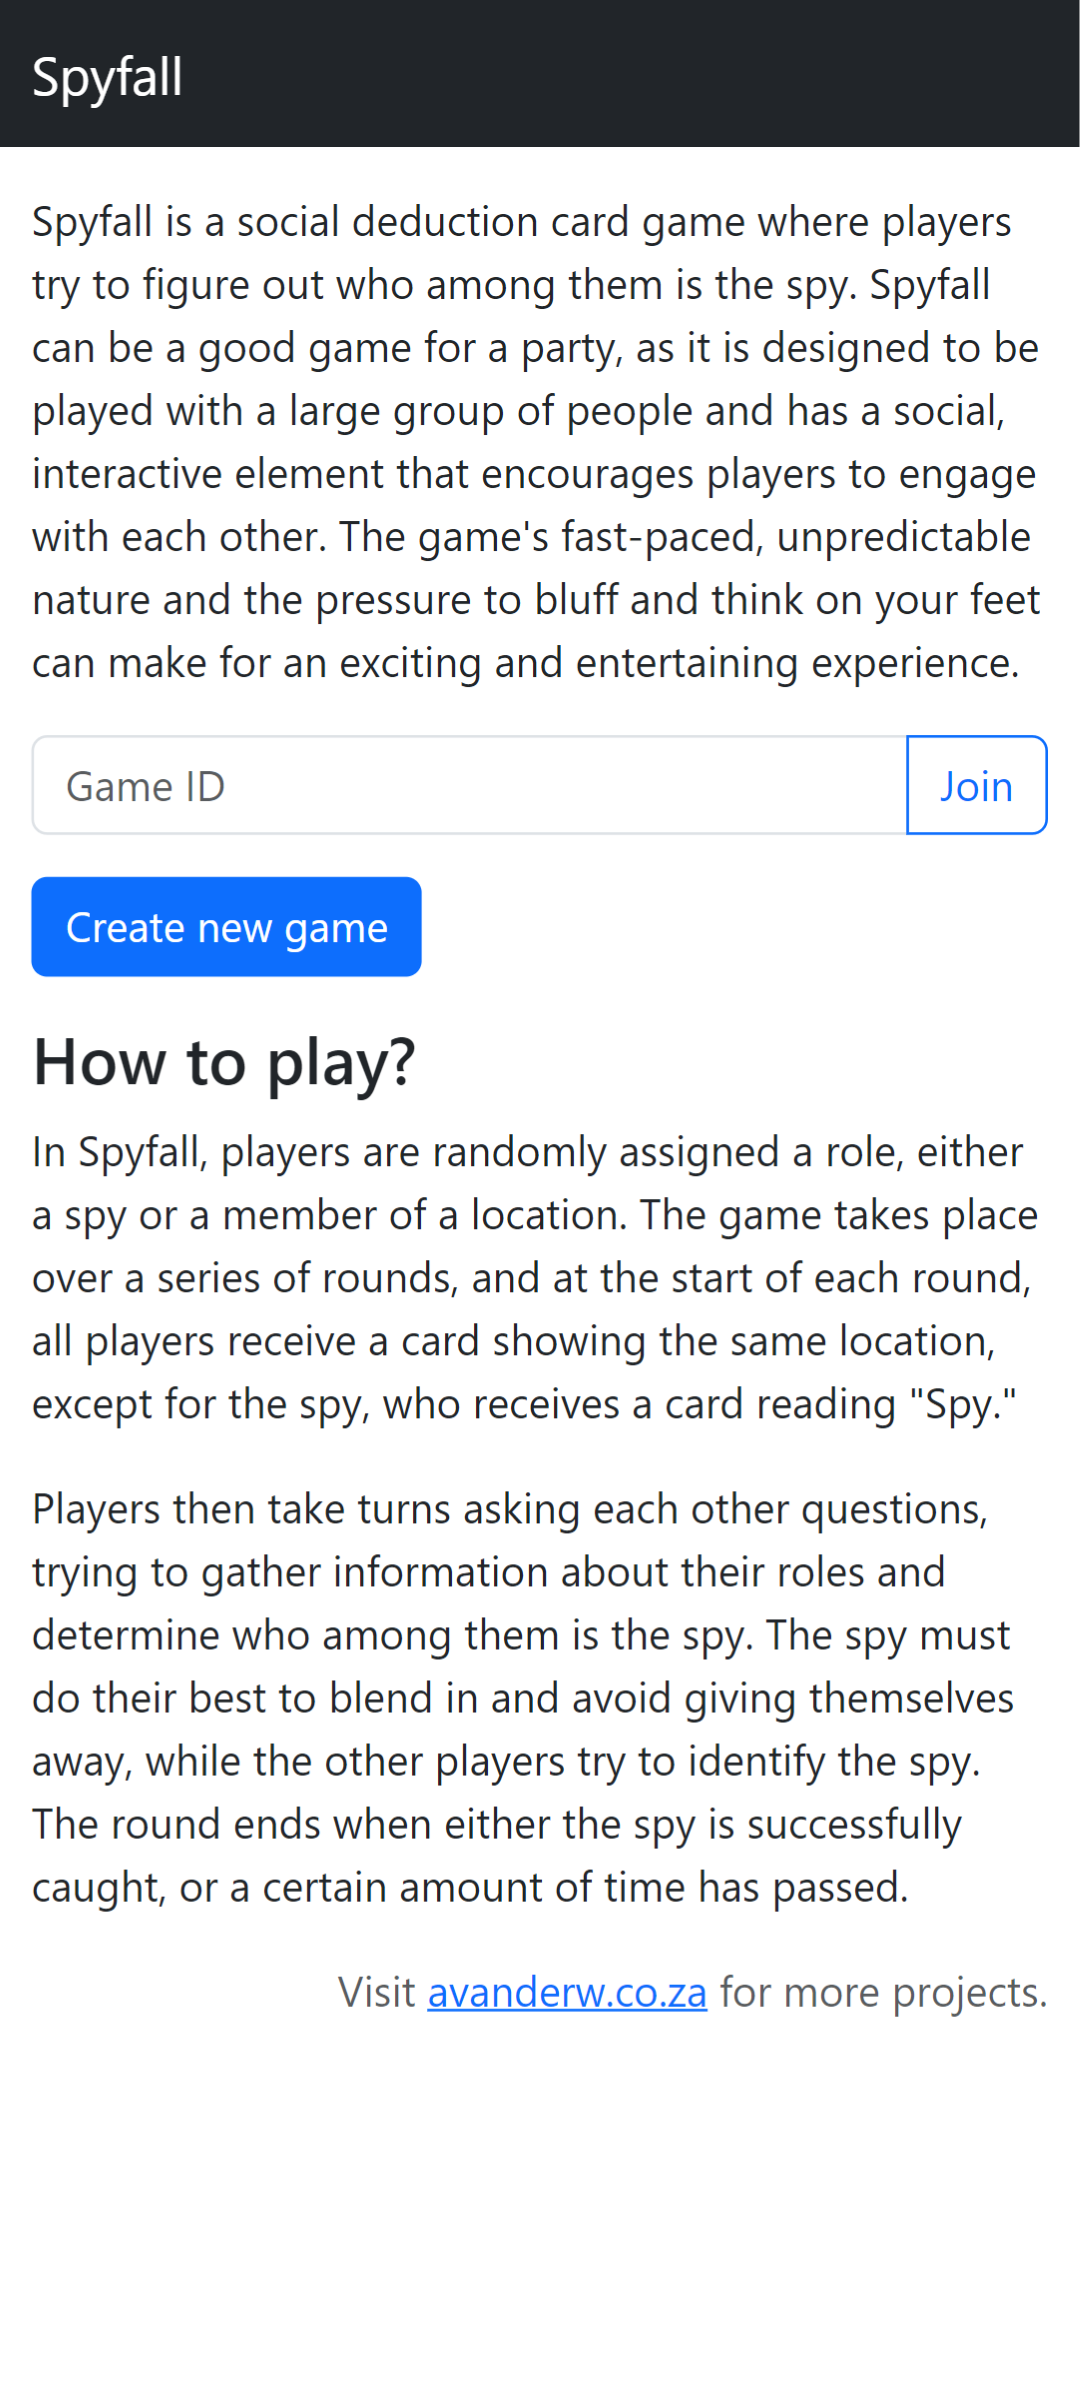 Spyfall
Spyfall is a social deduction card game where players
try to figure out who among them is the spy. Spyfall
can be a good game for a party, as it is designed to be
played with a large group of people and has a social,
interactive element that encourages players to engage
with each other. The game's fast-paced, unpredictable
nature and the pressure to bluff and think on your feet
can make for an exciting and entertaining experience.
Game ID
Join
Create new game
How to play?
In Spyfall, players are randomly assigned a role, either
a spy or a member of a location. The game takes place
over a series of rounds, and at the start of each round,
all players receive a card showing the same location,
except for the spy, who receives a card reading "Spy."
Players then take turns asking each other questions,
trying to gather information about their roles and
determine who among them is the spy. The spy must
do their best to blend in and avoid giving themselves
away, while the other players try to identify the spy.
The round ends when either the spy is successfully
caught, or a certain amount of time has passed.
Visit avanderw.co.za for more projects.